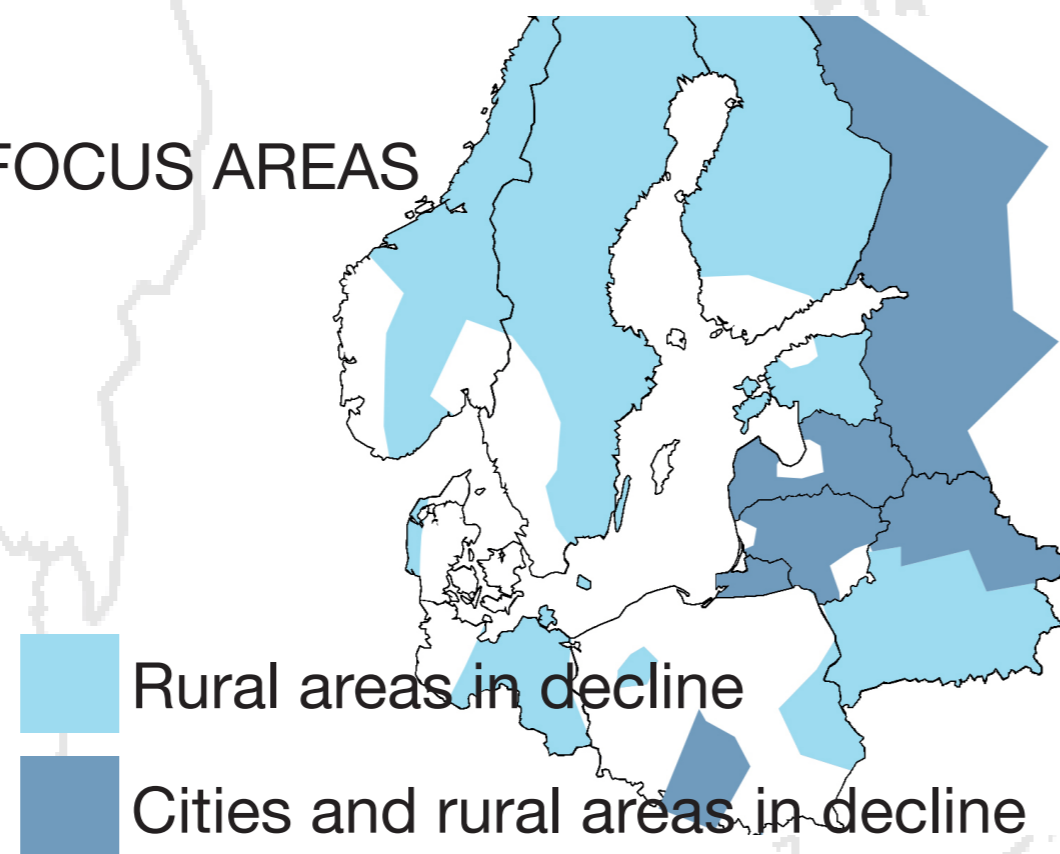 FOCUS AREAS
Rural areas in decline
Cities and rural areas in decline